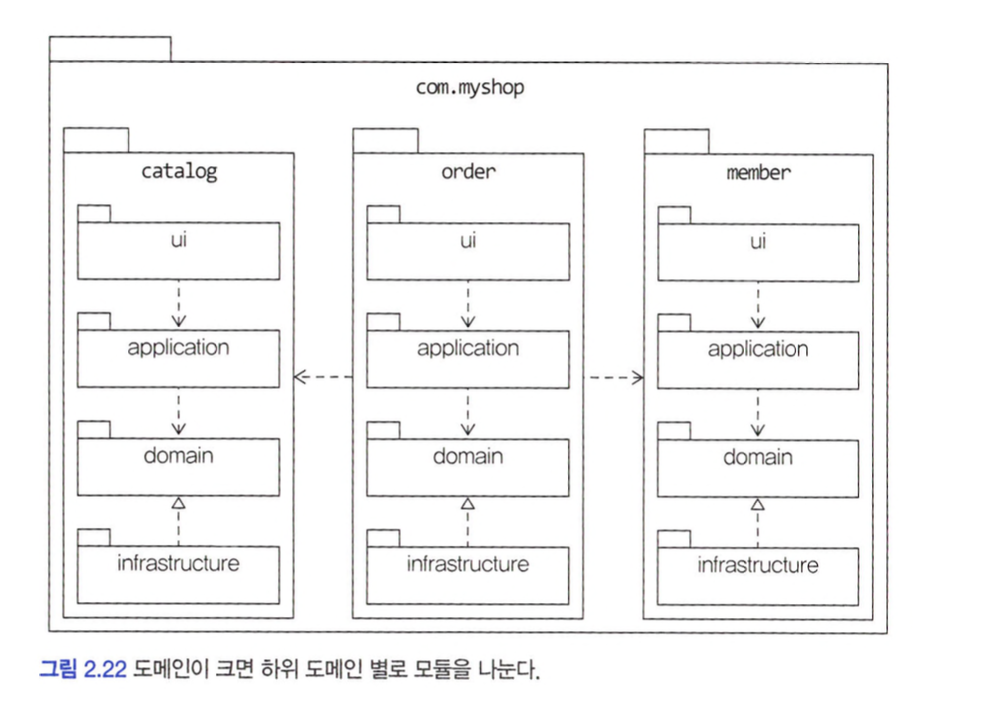 com.myshop
catalog
order
member
ui
ui
ui
application
application
application
domain
domain
domain
infrastructure
infrastructure
infrastructure
그림 2.22 도메인이 크면 하위 도메인 별로 모듈을 나눈다.